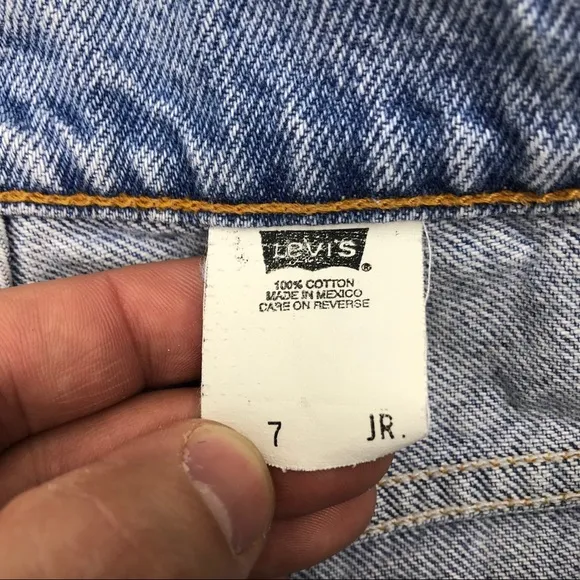 LEVI'S ®
100% COTTON
MADE IN MEXICO
CARE ON REVERSE
7 JR.